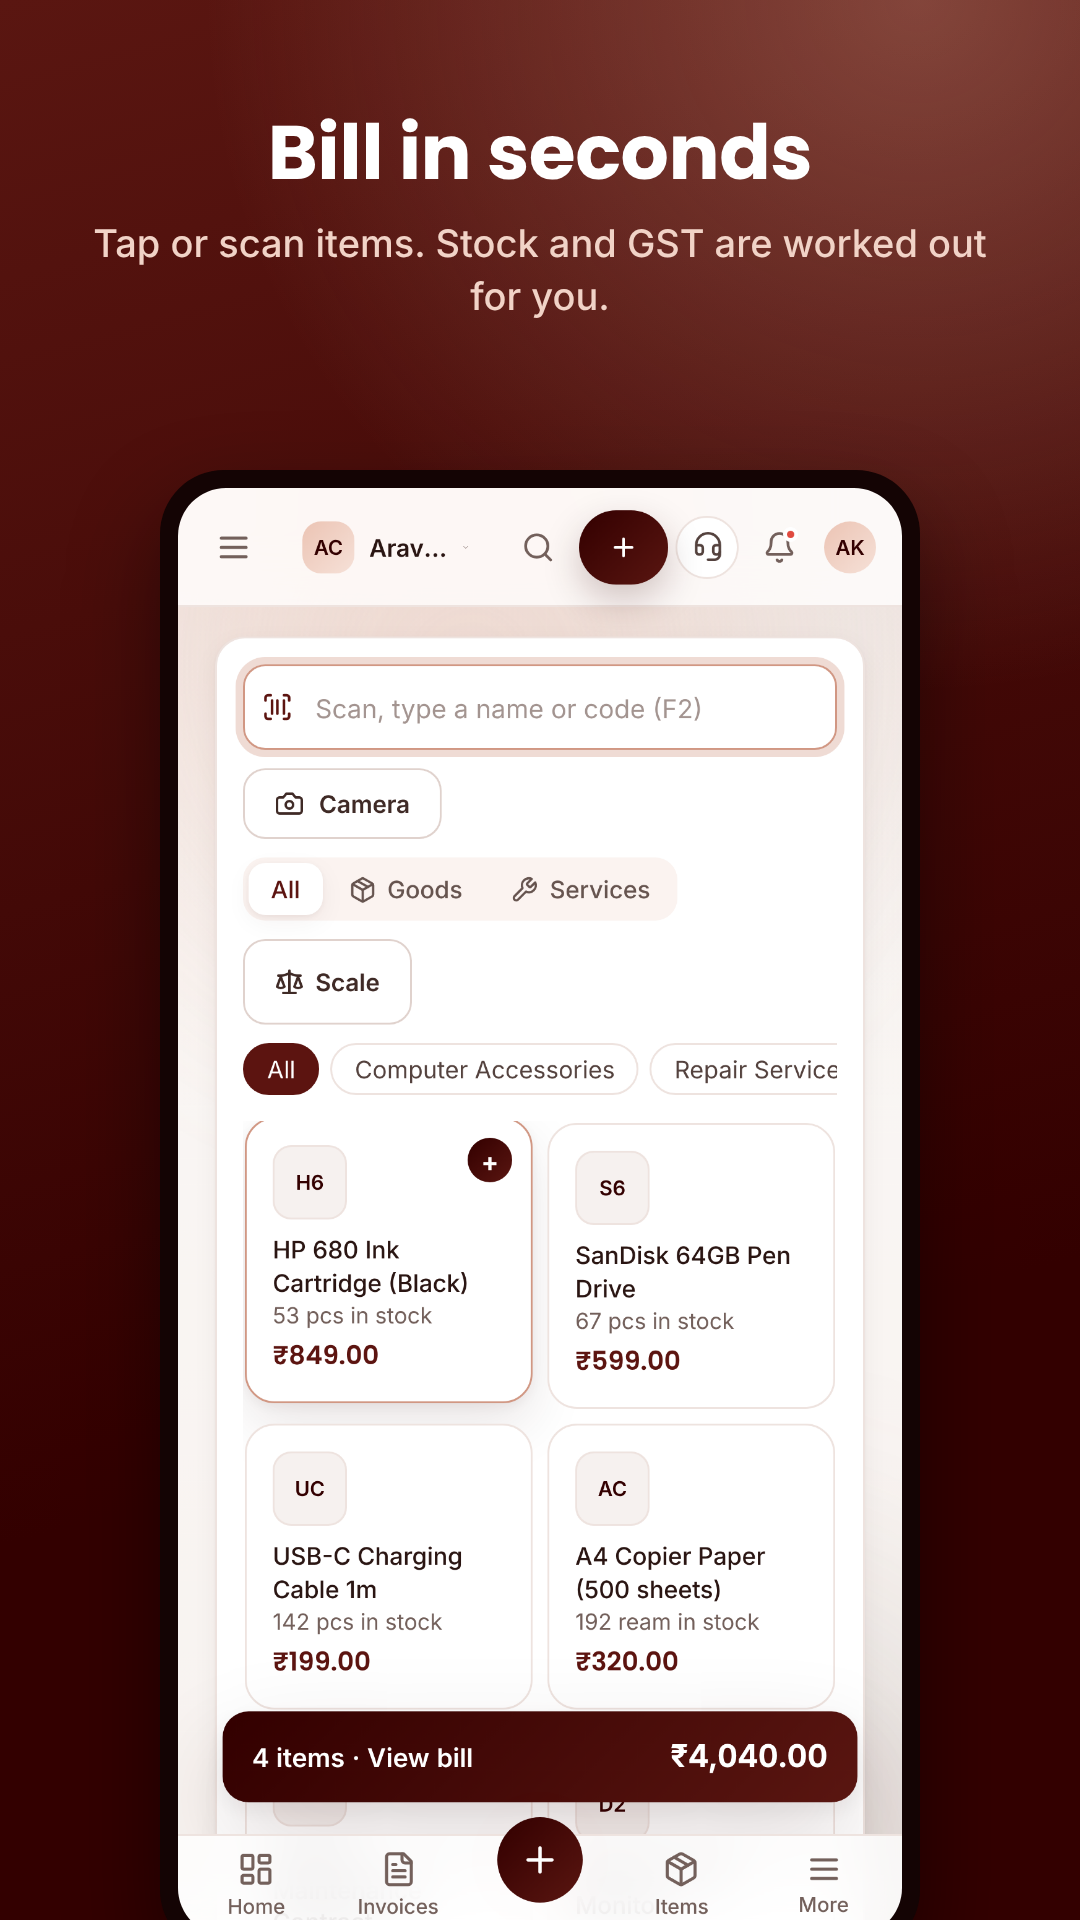 Bill in seconds
Tap or scan items. Stock and GST are worked out
for you.
AC Arav... + AK
Scan, type a name or code (F2)
Camera
All Goods Services
Scale
All Computer Accessories Repair Service
H6 +
HP 680 Ink
Cartridge (Black)
53 pcs in stock
₹849.00
S6
SanDisk 64GB Pen
Drive
67 pcs in stock
₹599.00
UC
USB-C Charging
Cable 1m
142 pcs in stock
₹199.00
AC
A4 Copier Paper
(500 sheets)
192 ream in stock
₹320.00
4 items · View bill ₹4,040.00
D2
Home Invoices + Items More